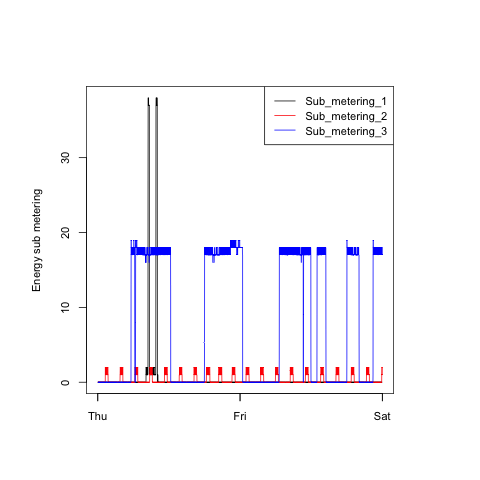 Sub_metering_1
Sub_metering_2
Sub_metering_3
Energy sub metering
30
20
10
0
Thu
Fri
Sat